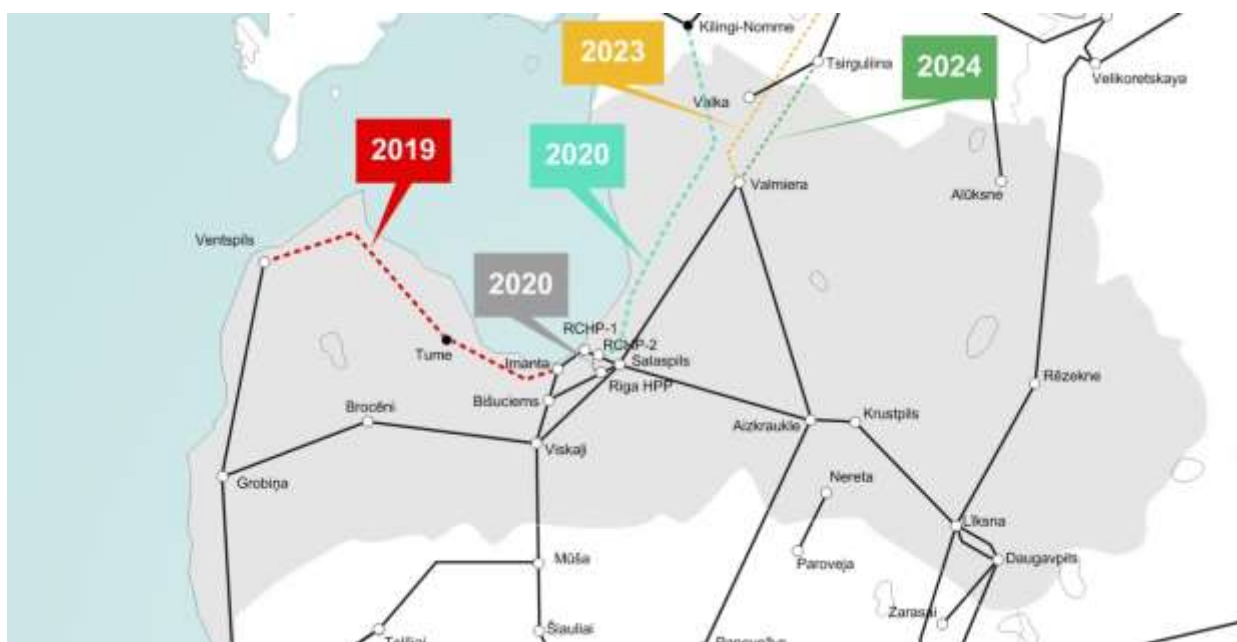 Kilingi-Nomme
2023
Tsirguliina
2024
Velikoretskaya
Valka
2019
2020
Valmiera
Alūksne
Ventspils
2020
RCHP-1
RCHP-2
Tume
Imanta
Salaspils
Riga HPP
Rēzekne
Bišuciems
Brocēni
Aizkraukle
Krustpils
Viskaļi
Grobiņa
Nereta
Līksna
Mūša
Paroveja
Daugavpils
Zarasai
Šiauliai